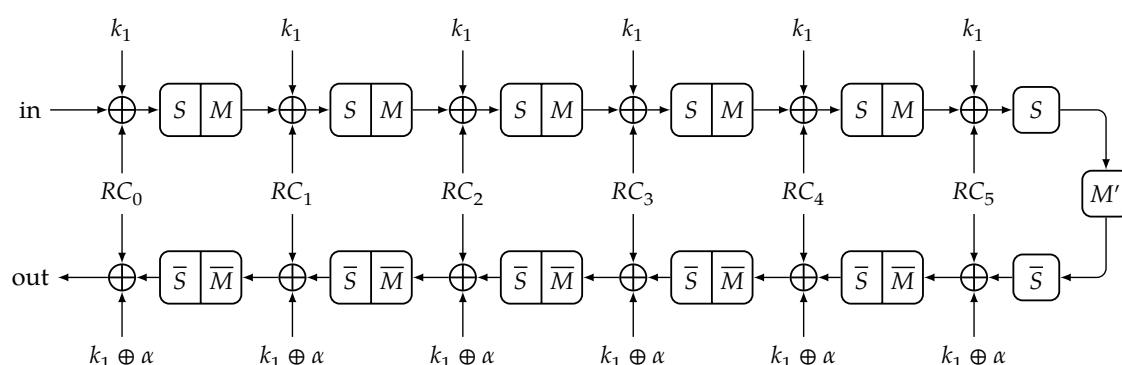 k₁ k₁ k₁ k₁ k₁ k₁
in S M S M S M S M S M S
RC₀ RC₁ RC₂ RC₃ RC₄ RC₅ M′
out S̅ M̅ S̅ M̅ S̅ M̅ S̅ M̅ S̅ M̅ S̅
k₁ ⊕ α k₁ ⊕ α k₁ ⊕ α k₁ ⊕ α k₁ ⊕ α k₁ ⊕ α